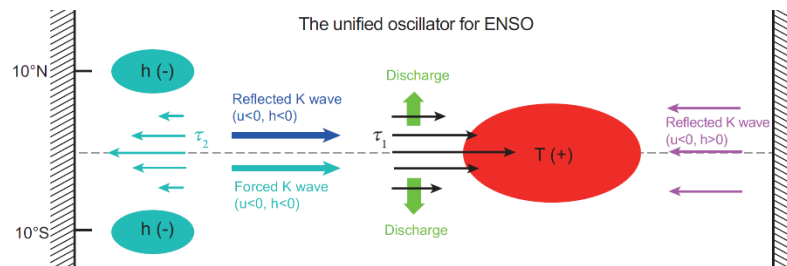 The unified oscillator for ENSO
10°N
h (-)
Discharge
Reflected K wave
(u<0, h<0)
τ2
τ1
Reflected K wave
(u<0, h>0)
T (+)
Forced K wave
(u<0, h<0)
10°S
h (-)
Discharge